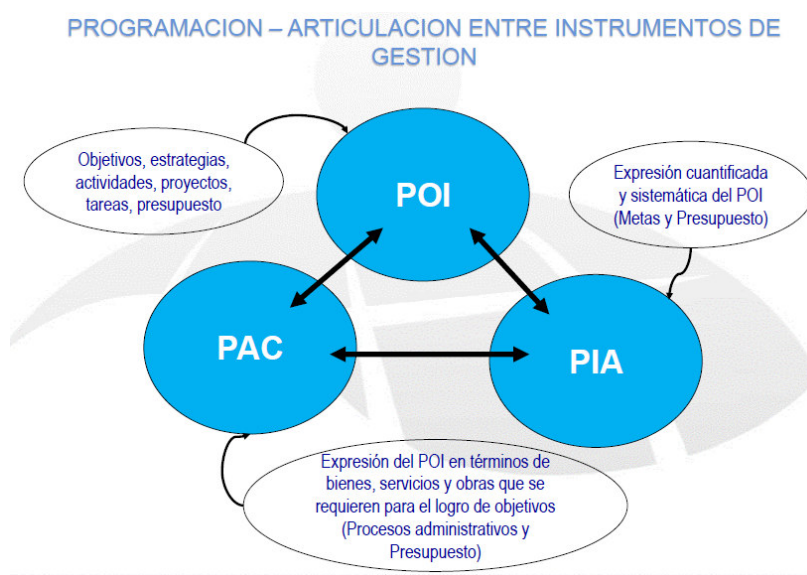 PROGRAMACION – ARTICULACION ENTRE INSTRUMENTOS DE
GESTION
Objetivos, estrategias,
actividades, proyectos,
tareas, presupuesto
POI
Expresión cuantificada
y sistemática del POI
(Metas y Presupuesto)
PAC
PIA
Expresión del POI en términos de
bienes, servicios y obras que se
requieren para el logro de objetivos
(Procesos administrativos y
Presupuesto)